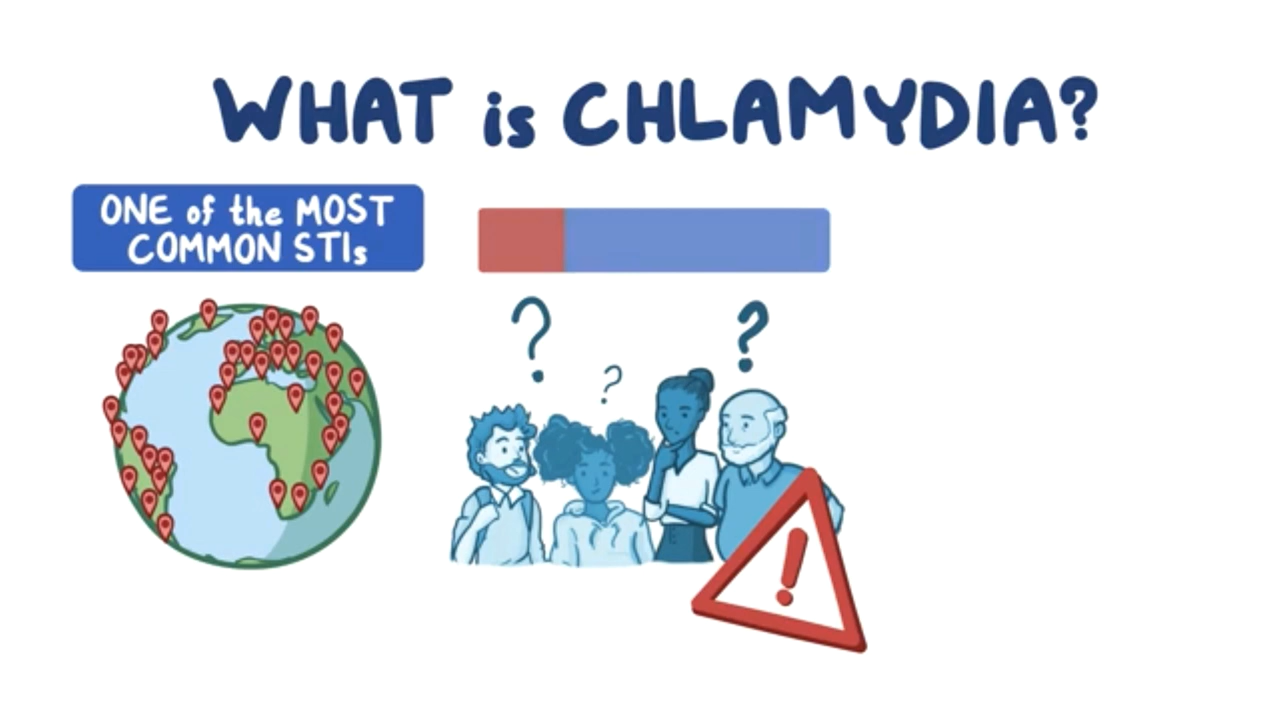 WHAT is CHLAMYDIA?
ONE of the MOST
COMMON STIs
?
?
?
!